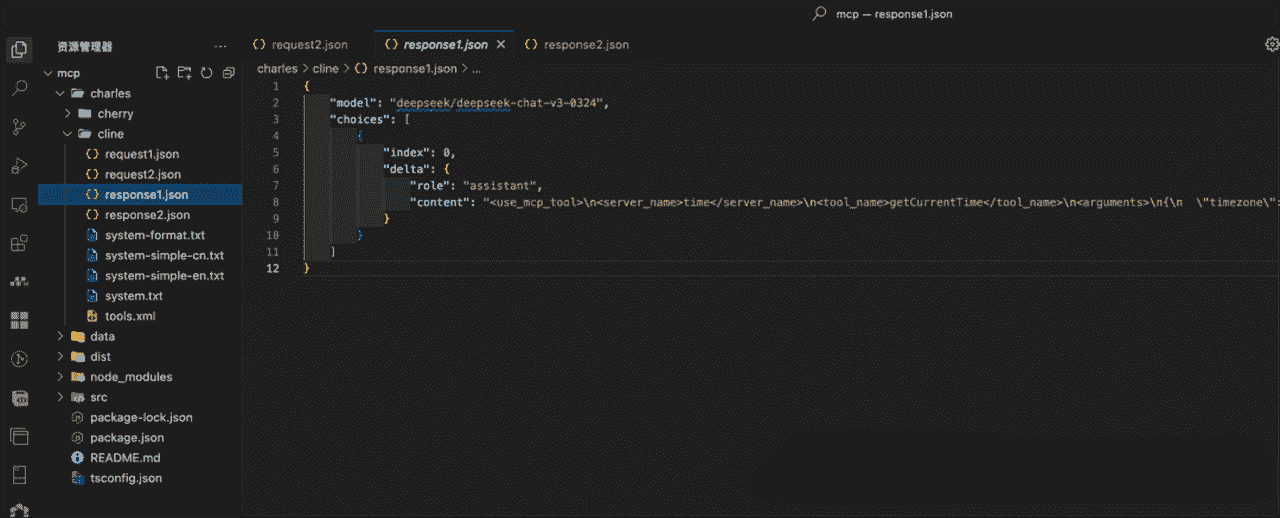 mcp — response1.json
资源管理器
mcp
charles
cherry
cline
request1.json
request2.json
response1.json
response2.json
system-format.txt
system-simple-cn.txt
system-simple-en.txt
system.txt
tools.xml
data
dist
node_modules
src
package-lock.json
package.json
README.md
tsconfig.json
request2.json
response1.json
response2.json
charles > cline > {} response1.json > ...
1 {
2 "model": "deepseek/deepseek-chat-v3-0324",
3 "choices": [
4 {
5 "index": 0,
6 "delta": {
7 "role": "assistant",
8 "content": "<use_mcp_tool>\n<server_name>time</server_name>\n<tool_name>getCurrentTime</tool_name>\n<arguments>\n{\n  \"timezone\":
9 }
10 }
11 ]
12 }